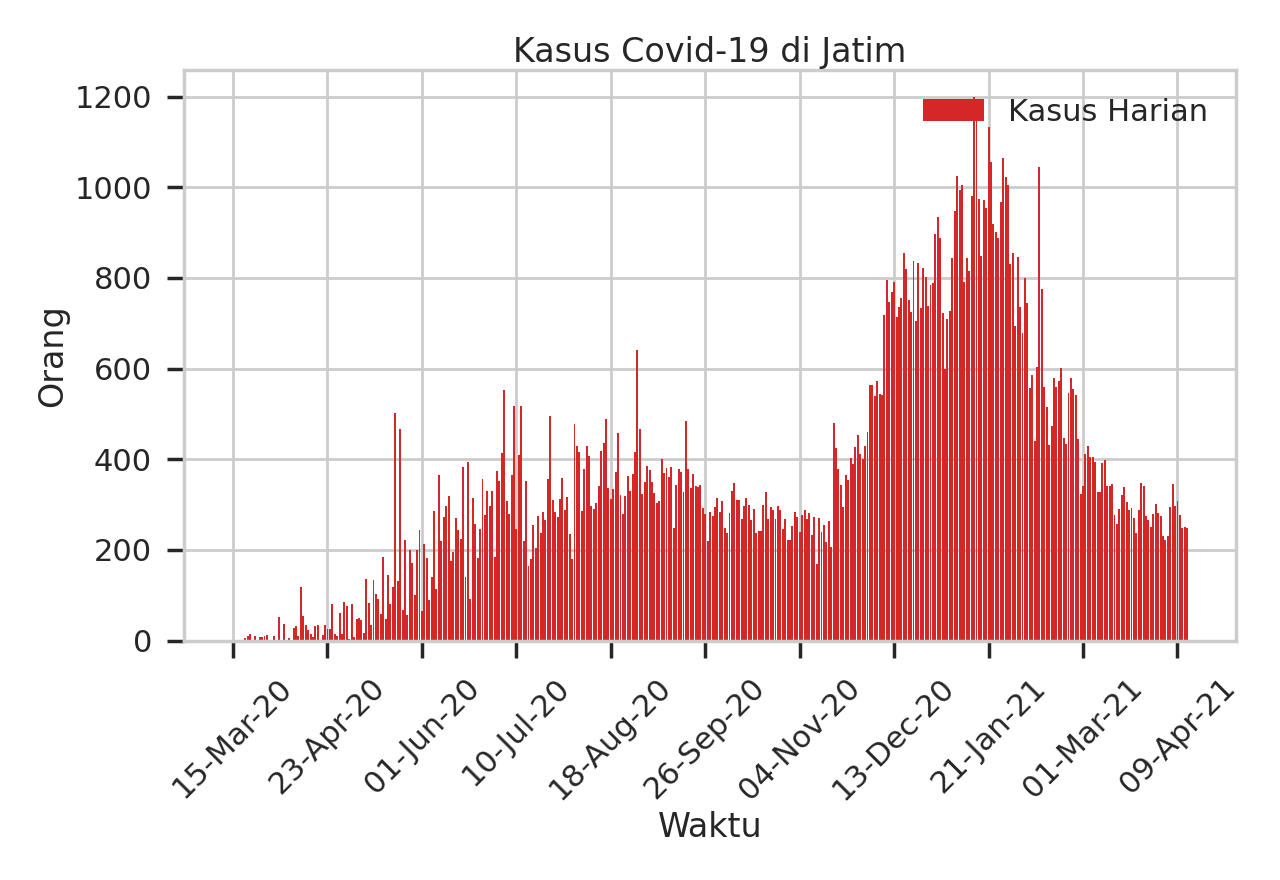 Kasus Covid-19 di Jatim
Kasus Harian
1200
1000
800
600
400
200
0
Orang
15-Mar-20
23-Apr-20
01-Jun-20
10-Jul-20
18-Aug-20
26-Sep-20
04-Nov-20
13-Dec-20
21-Jan-21
01-Mar-21
09-Apr-21
Waktu